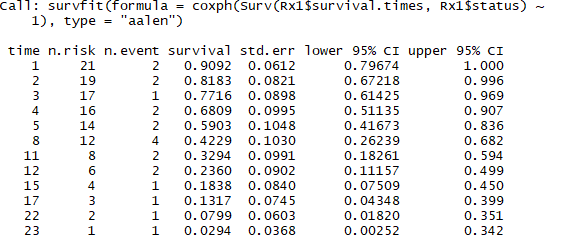 Call: survfit(formula = coxph(Surv(Rx1$survival.times, Rx1$status) ~
1), type = "aalen")
time n.risk n.event survival std.err lower 95% CI upper 95% CI
1 21 2 0.9092 0.0612 0.79674 1.000
2 19 2 0.8183 0.0821 0.67218 0.996
3 17 1 0.7716 0.0898 0.61425 0.969
4 16 2 0.6809 0.0995 0.51135 0.907
5 14 2 0.5903 0.1048 0.41673 0.836
8 12 4 0.4229 0.1030 0.26239 0.682
11 8 2 0.3294 0.0991 0.18261 0.594
12 6 2 0.2360 0.0902 0.11157 0.499
15 4 1 0.1838 0.0840 0.07509 0.450
17 3 1 0.1317 0.0745 0.04348 0.399
22 2 1 0.0799 0.0603 0.01820 0.351
23 1 1 0.0294 0.0368 0.00252 0.342